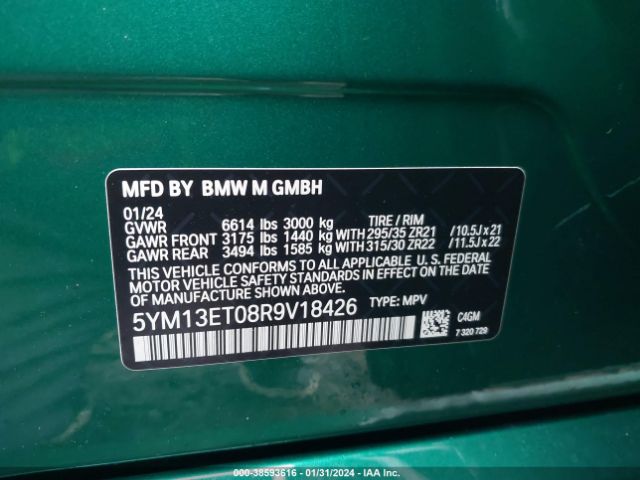 MFD BY BMW M GMBH
01/24
GVWR 6614 lbs 3000 kg TIRE / RIM
GAWR FRONT 3175 lbs 1440 kg WITH 295/35 ZR21 /10.5J x 21
GAWR REAR 3494 lbs 1585 kg WITH 315/30 ZR22 /11.5J x 22
THIS VEHICLE CONFORMS TO ALL APPLICABLE U.S. FEDERAL
MOTOR VEHICLE SAFETY STANDARDS IN EFFECT ON THE
DATE OF MANUFACTURE SHOWN ABOVE.
5YM13ET08R9V18426 TYPE: MPV
C4GM
7 320 729
IAA - 38593616 - 01/31/2024 - IAA Inc.